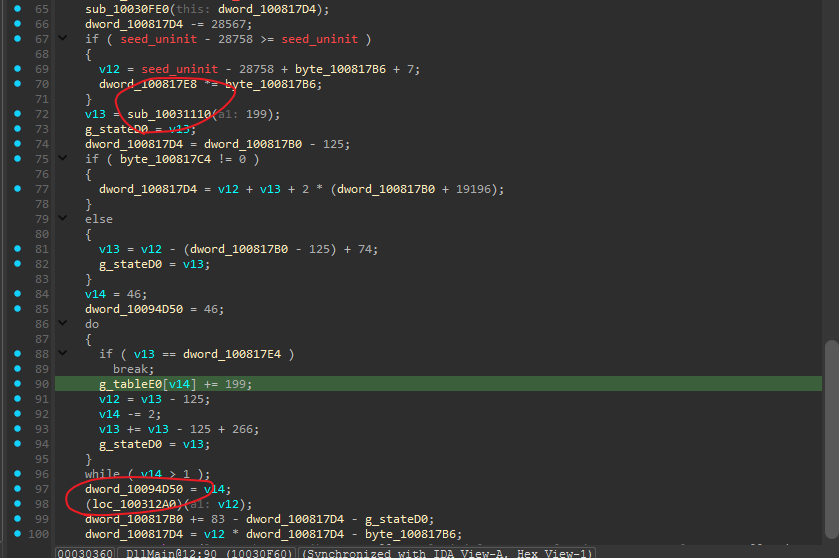 65 sub_10030FE0(this: dword_100817D4);
66 dword_100817D4 -= 28567;
67 if ( seed_uninit - 28758 >= seed_uninit )
68 {
69 v12 = seed_uninit - 28758 + byte_100817B6 + 7;
70 dword_100817E8 *= byte_100817B6;
71 }
72 v13 = sub_10031110(a1: 199);
73 g_stateD0 = v13;
74 dword_100817D4 = dword_100817B0 - 125;
75 if ( byte_100817C4 != 0 )
76 {
77 dword_100817D4 = v12 + v13 + 2 * (dword_100817B0 + 19196);
78 }
79 else
80 {
81 v13 = v12 - (dword_100817B0 - 125) + 74;
82 g_stateD0 = v13;
83 }
84 v14 = 46;
85 dword_10094D50 = 46;
86 do
87 {
88 if ( v13 == dword_100817E4 )
89 break;
90 g_tableE0[v14] += 199;
91 v12 = v13 - 125;
92 v14 -= 2;
93 v13 += v13 - 125 + 266;
94 g_stateD0 = v13;
95 }
96 while ( v14 > 1 );
97 dword_10094D50 = v14;
98 (loc_100312A0)(a1: v12);
99 dword_100817B0 += 83 - dword_100817D4 - g_stateD0;
100 dword_100817D4 = v12 * dword_100817D4 - byte_100817B6;
00030360 DllMain@12:90 (10030F60) (Synchronized with IDA View-A, Hex View-1)